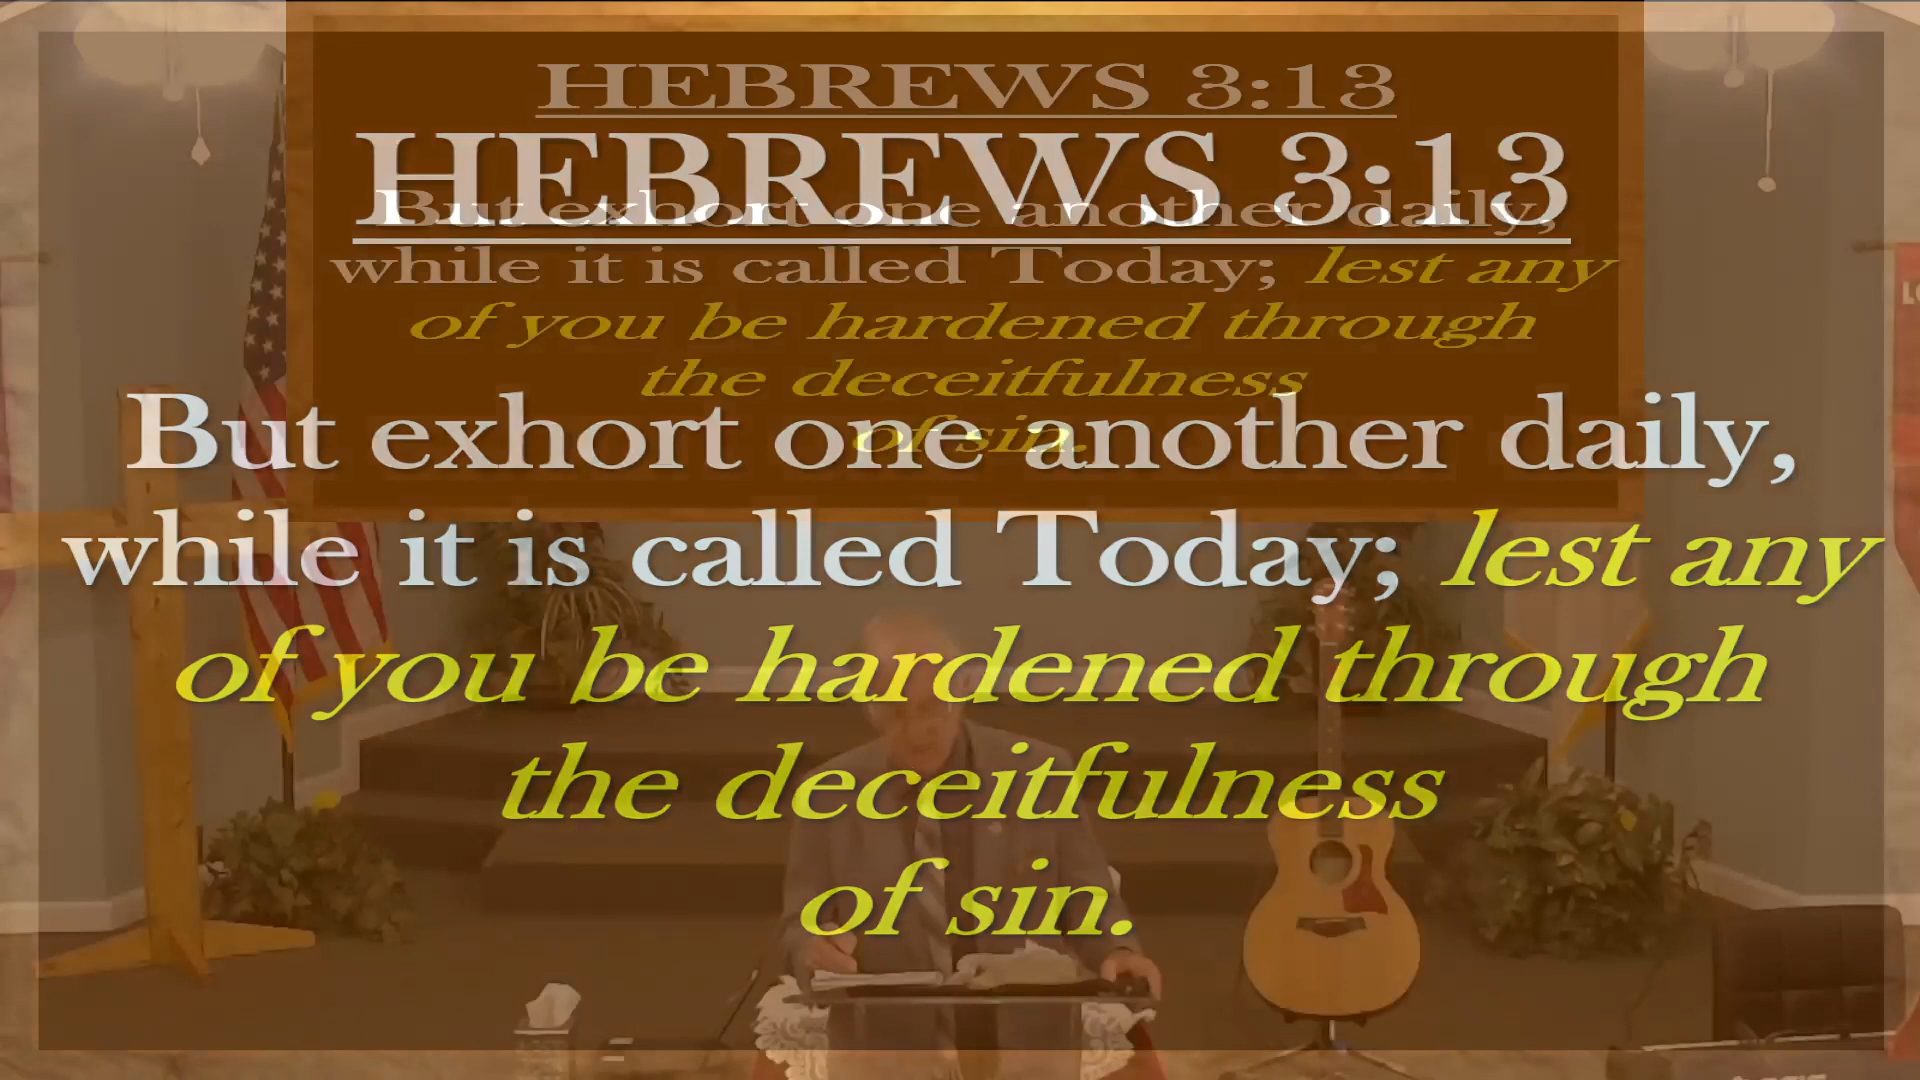 HEBREWS 3:13
But exhort one another daily,
while it is called Today; lest any
of you be hardened through
the deceitfulness
of sin.
HEBREWS 3:13
But exhort one another daily,
while it is called Today; lest any
of you be hardened through
the deceitfulness
of sin.